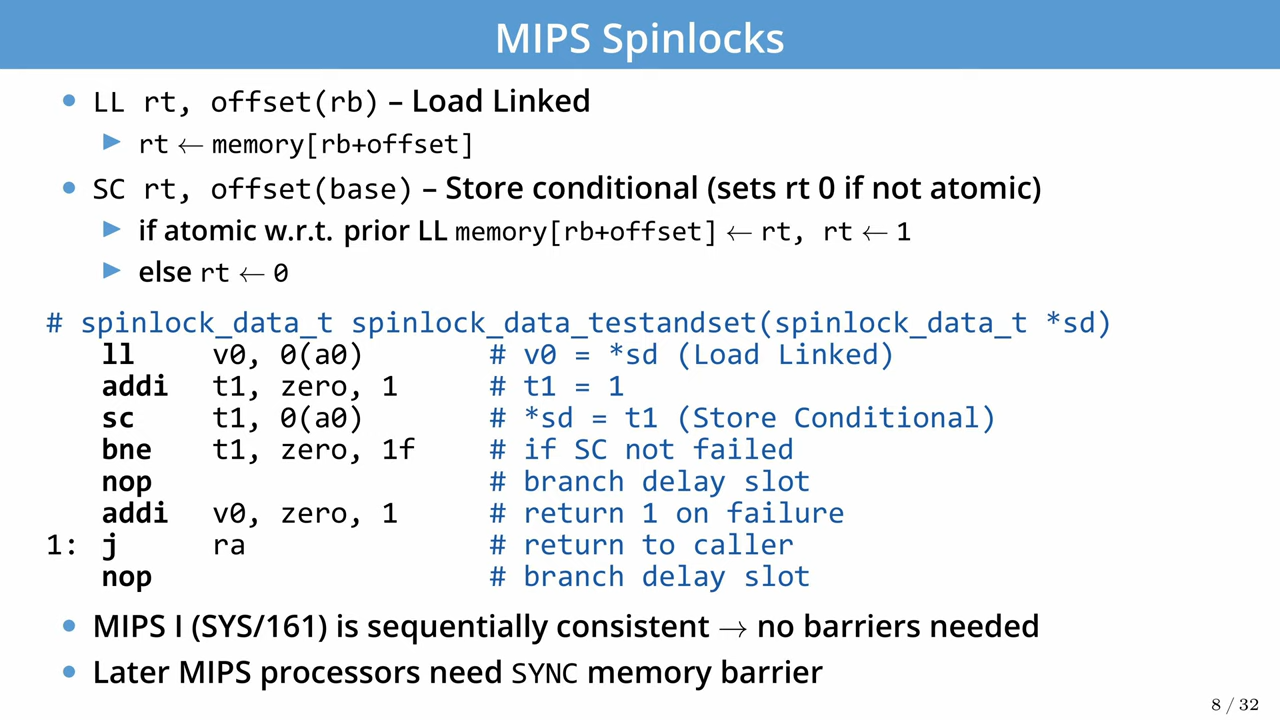 MIPS Spinlocks
• LL rt, offset(rb) – Load Linked
▶ rt ← memory[rb+offset]
• SC rt, offset(base) – Store conditional (sets rt 0 if not atomic)
▶ if atomic w.r.t. prior LL memory[rb+offset] ← rt, rt ← 1
▶ else rt ← 0
# spinlock_data_t spinlock_data_testandset(spinlock_data_t *sd)
ll v0, 0(a0) # v0 = *sd (Load Linked)
addi t1, zero, 1 # t1 = 1
sc t1, 0(a0) # *sd = t1 (Store Conditional)
bne t1, zero, 1f # if SC not failed
nop # branch delay slot
addi v0, zero, 1 # return 1 on failure
1: j ra # return to caller
nop # branch delay slot
• MIPS I (SYS/161) is sequentially consistent → no barriers needed
• Later MIPS processors need SYNC memory barrier
8 / 32